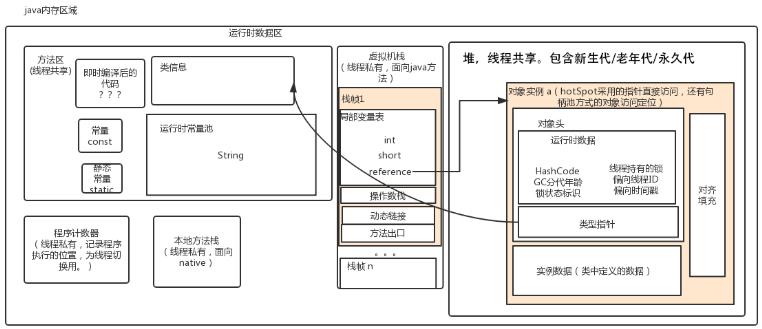 java内存区域
运行时数据区
方法区
(线程共享)
即时编译后的
代码
？？？
类信息
常量
const
运行时常量池
String
静态
常量
static
程序计数器
（线程私有，记录程序
执行的位置，为线程切
换用。）
本地方法栈
（线程私有，面向
native）
虚拟机栈
（线程私有，面向java方
法）
栈帧1
局部变量表
int
short
reference
操作数栈
动态链接
方法出口
。。。
栈帧 n
堆，线程共享。包含新生代/老年代/永久代
对象实例 a（hotSpot采用的指针直接访问，还有句
柄池方式的对象访问定位）
对象头
运行时数据
HashCode
GC分代年龄
锁状态标识
线程持有的锁
偏向线程ID
偏向时间戳
类型指针
实例数据（类中定义的数据）
对齐
填充